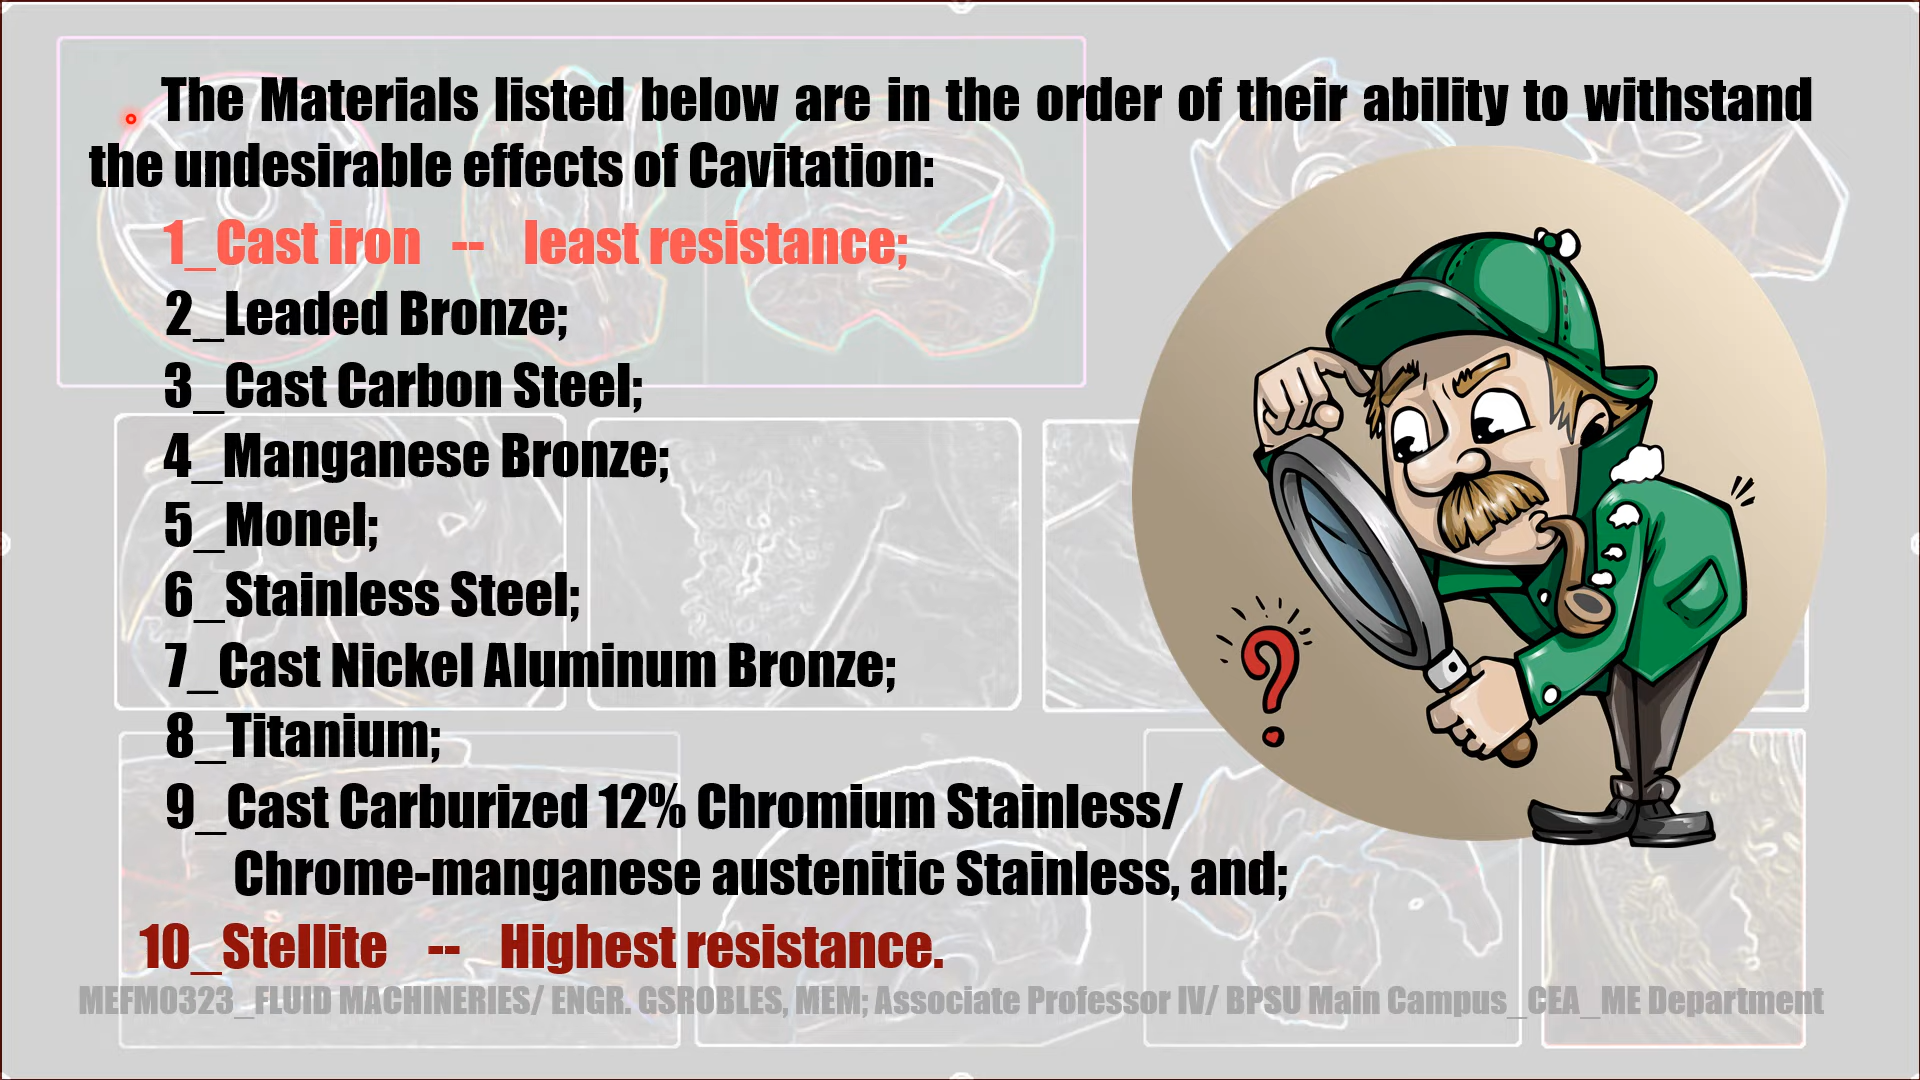 The Materials listed below are in the order of their ability to withstand
the undesirable effects of Cavitation:
1_Cast iron -- least resistance;
2_Leaded Bronze;
3_Cast Carbon Steel;
4_Manganese Bronze;
5_Monel;
6_Stainless Steel;
7_Cast Nickel Aluminum Bronze;
8_Titanium;
9_Cast Carburized 12% Chromium Stainless/
Chrome-manganese austenitic Stainless, and;
10_Stellite -- Highest resistance.
MEFM0323_FLUID MACHINERIES/ ENGR. GSROBLES, MEM; Associate Professor IV/ BPSU Main Campus_CEA_ME Department
?